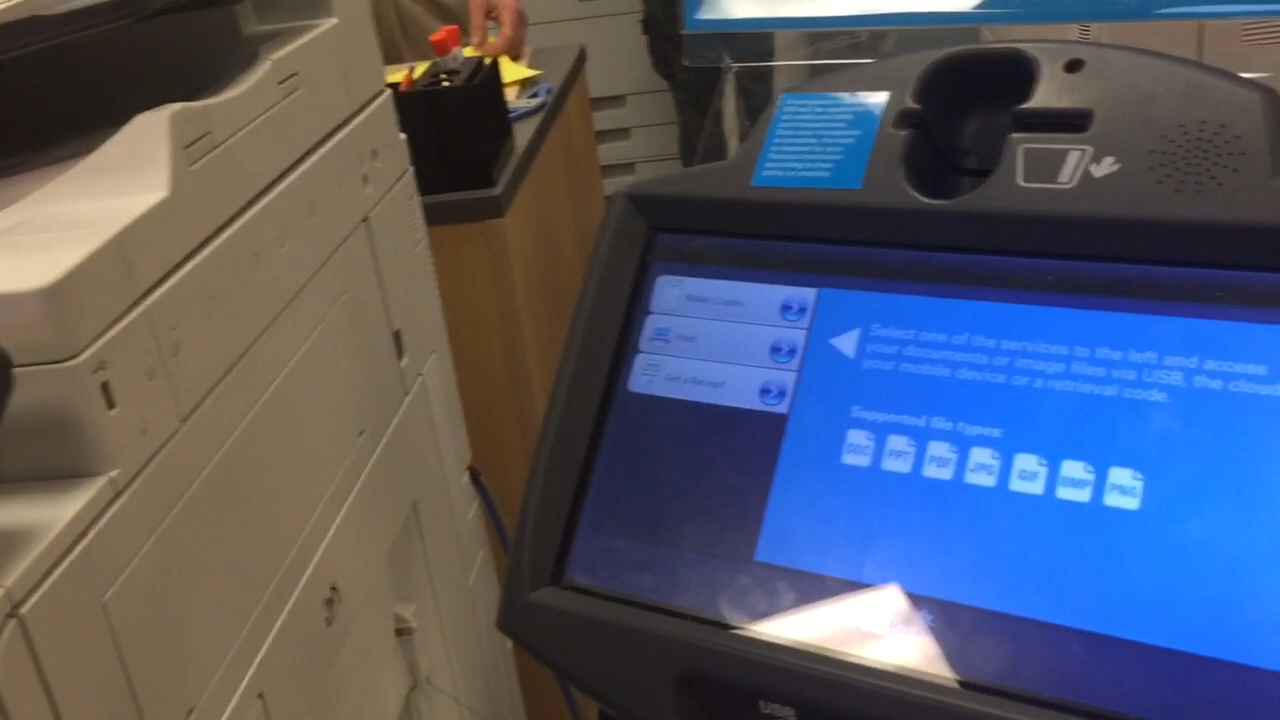 Make Copies
Print
Get a Receipt
Select one of the services to the left and access
your documents or image files via USB, the cloud
your mobile device or a retrieval code.
Supported file types:
DOC PPT PDF JPG GIF BMP PNG
USB